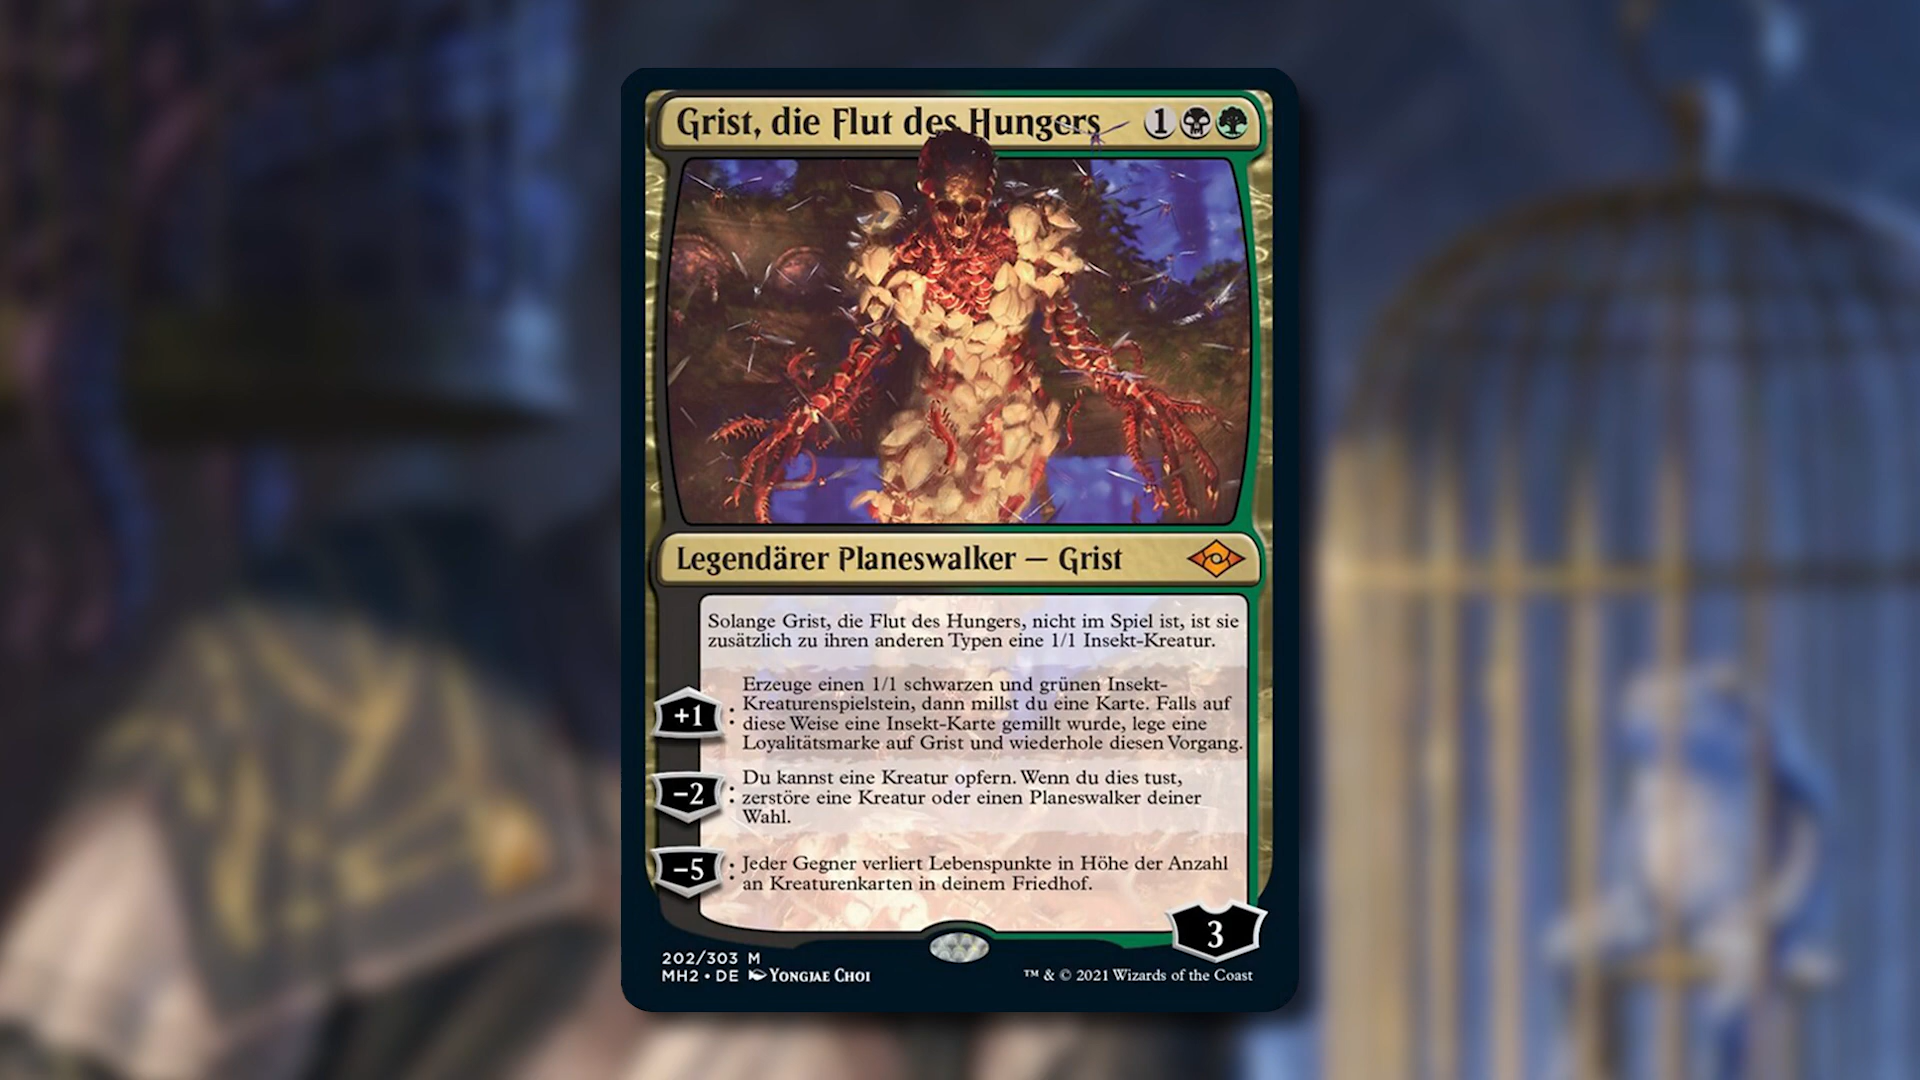 Grist, die Flut des Hungers 1
Legendärer Planeswalker — Grist
Solange Grist, die Flut des Hungers, nicht im Spiel ist, ist sie
zusätzlich zu ihren anderen Typen eine 1/1 Insekt-Kreatur.
Erzeuge einen 1/1 schwarzen und grünen Insekt-
Kreaturenspielstein, dann millst du eine Karte. Falls auf
+1 : diese Weise eine Insekt-Karte gemillt wurde, lege eine
Loyalitätsmarke auf Grist und wiederhole diesen Vorgang.
Du kannst eine Kreatur opfern. Wenn du dies tust,
−2 : zerstöre eine Kreatur oder einen Planeswalker deiner
Wahl.
−5 : Jeder Gegner verliert Lebenspunkte in Höhe der Anzahl
an Kreaturenkarten in deinem Friedhof.
3
202/303 M
MH2 • DE Yongjae Choi
™ & © 2021 Wizards of the Coast